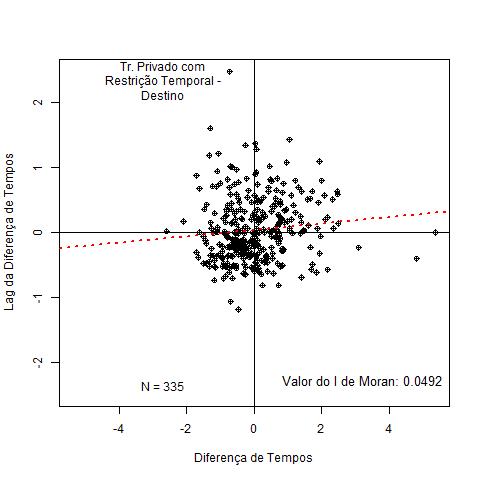 Tr. Privado com
Restrição Temporal -
Destino
Lag da Diferença de Tempos
2
1
0
-1
-2
N = 335
Valor do I de Moran: 0.0492
-4
-2
0
2
4
Diferença de Tempos